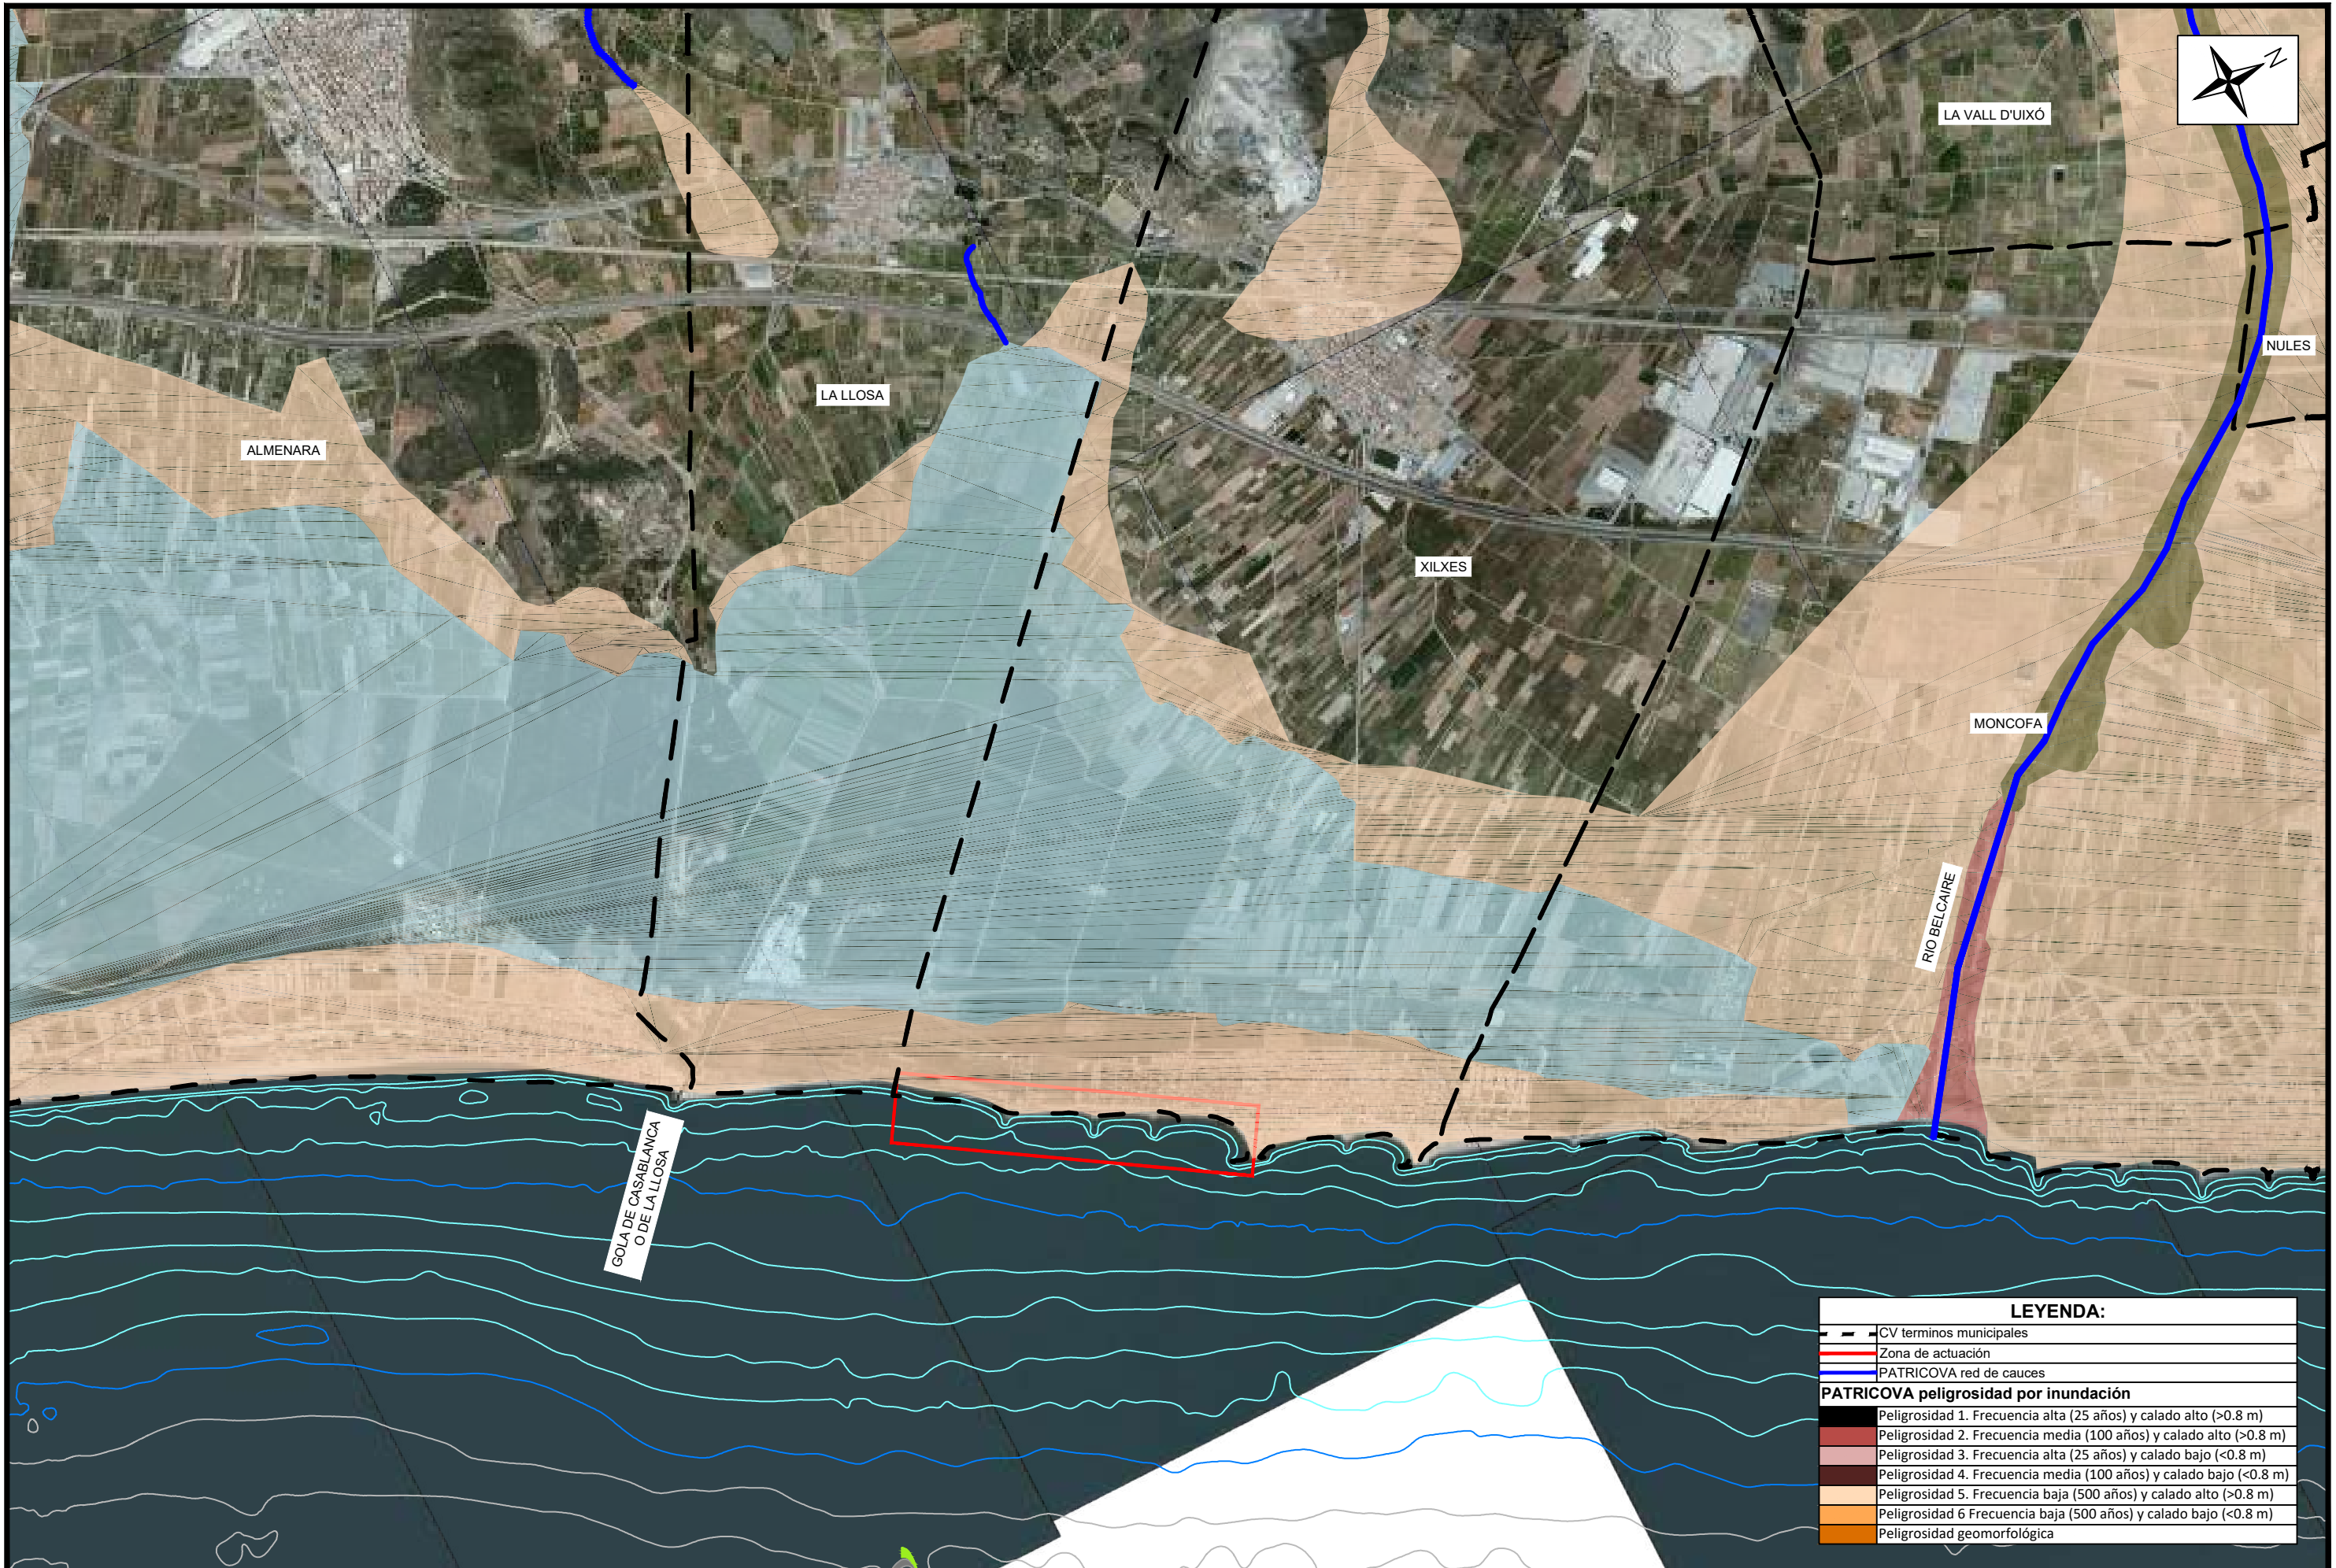 N
LA VALL D'UIXÓ
NULES
LA LLOSA
ALMENARA
XILXES
MONCOFA
RIO BELCAIRE
GOLA DE CASABLANCA
O DE LA LLOSA
LEYENDA:
CV terminos municipales
Zona de actuación
PATRICOVA red de cauces
PATRICOVA peligrosidad por inundación
Peligrosidad 1. Frecuencia alta (25 años) y calado alto (>0.8 m)
Peligrosidad 2. Frecuencia media (100 años) y calado alto (>0.8 m)
Peligrosidad 3. Frecuencia alta (25 años) y calado bajo (<0.8 m)
Peligrosidad 4. Frecuencia media (100 años) y calado bajo (<0.8 m)
Peligrosidad 5. Frecuencia baja (500 años) y calado alto (>0.8 m)
Peligrosidad 6 Frecuencia baja (500 años) y calado bajo (<0.8 m)
Peligrosidad geomorfológica